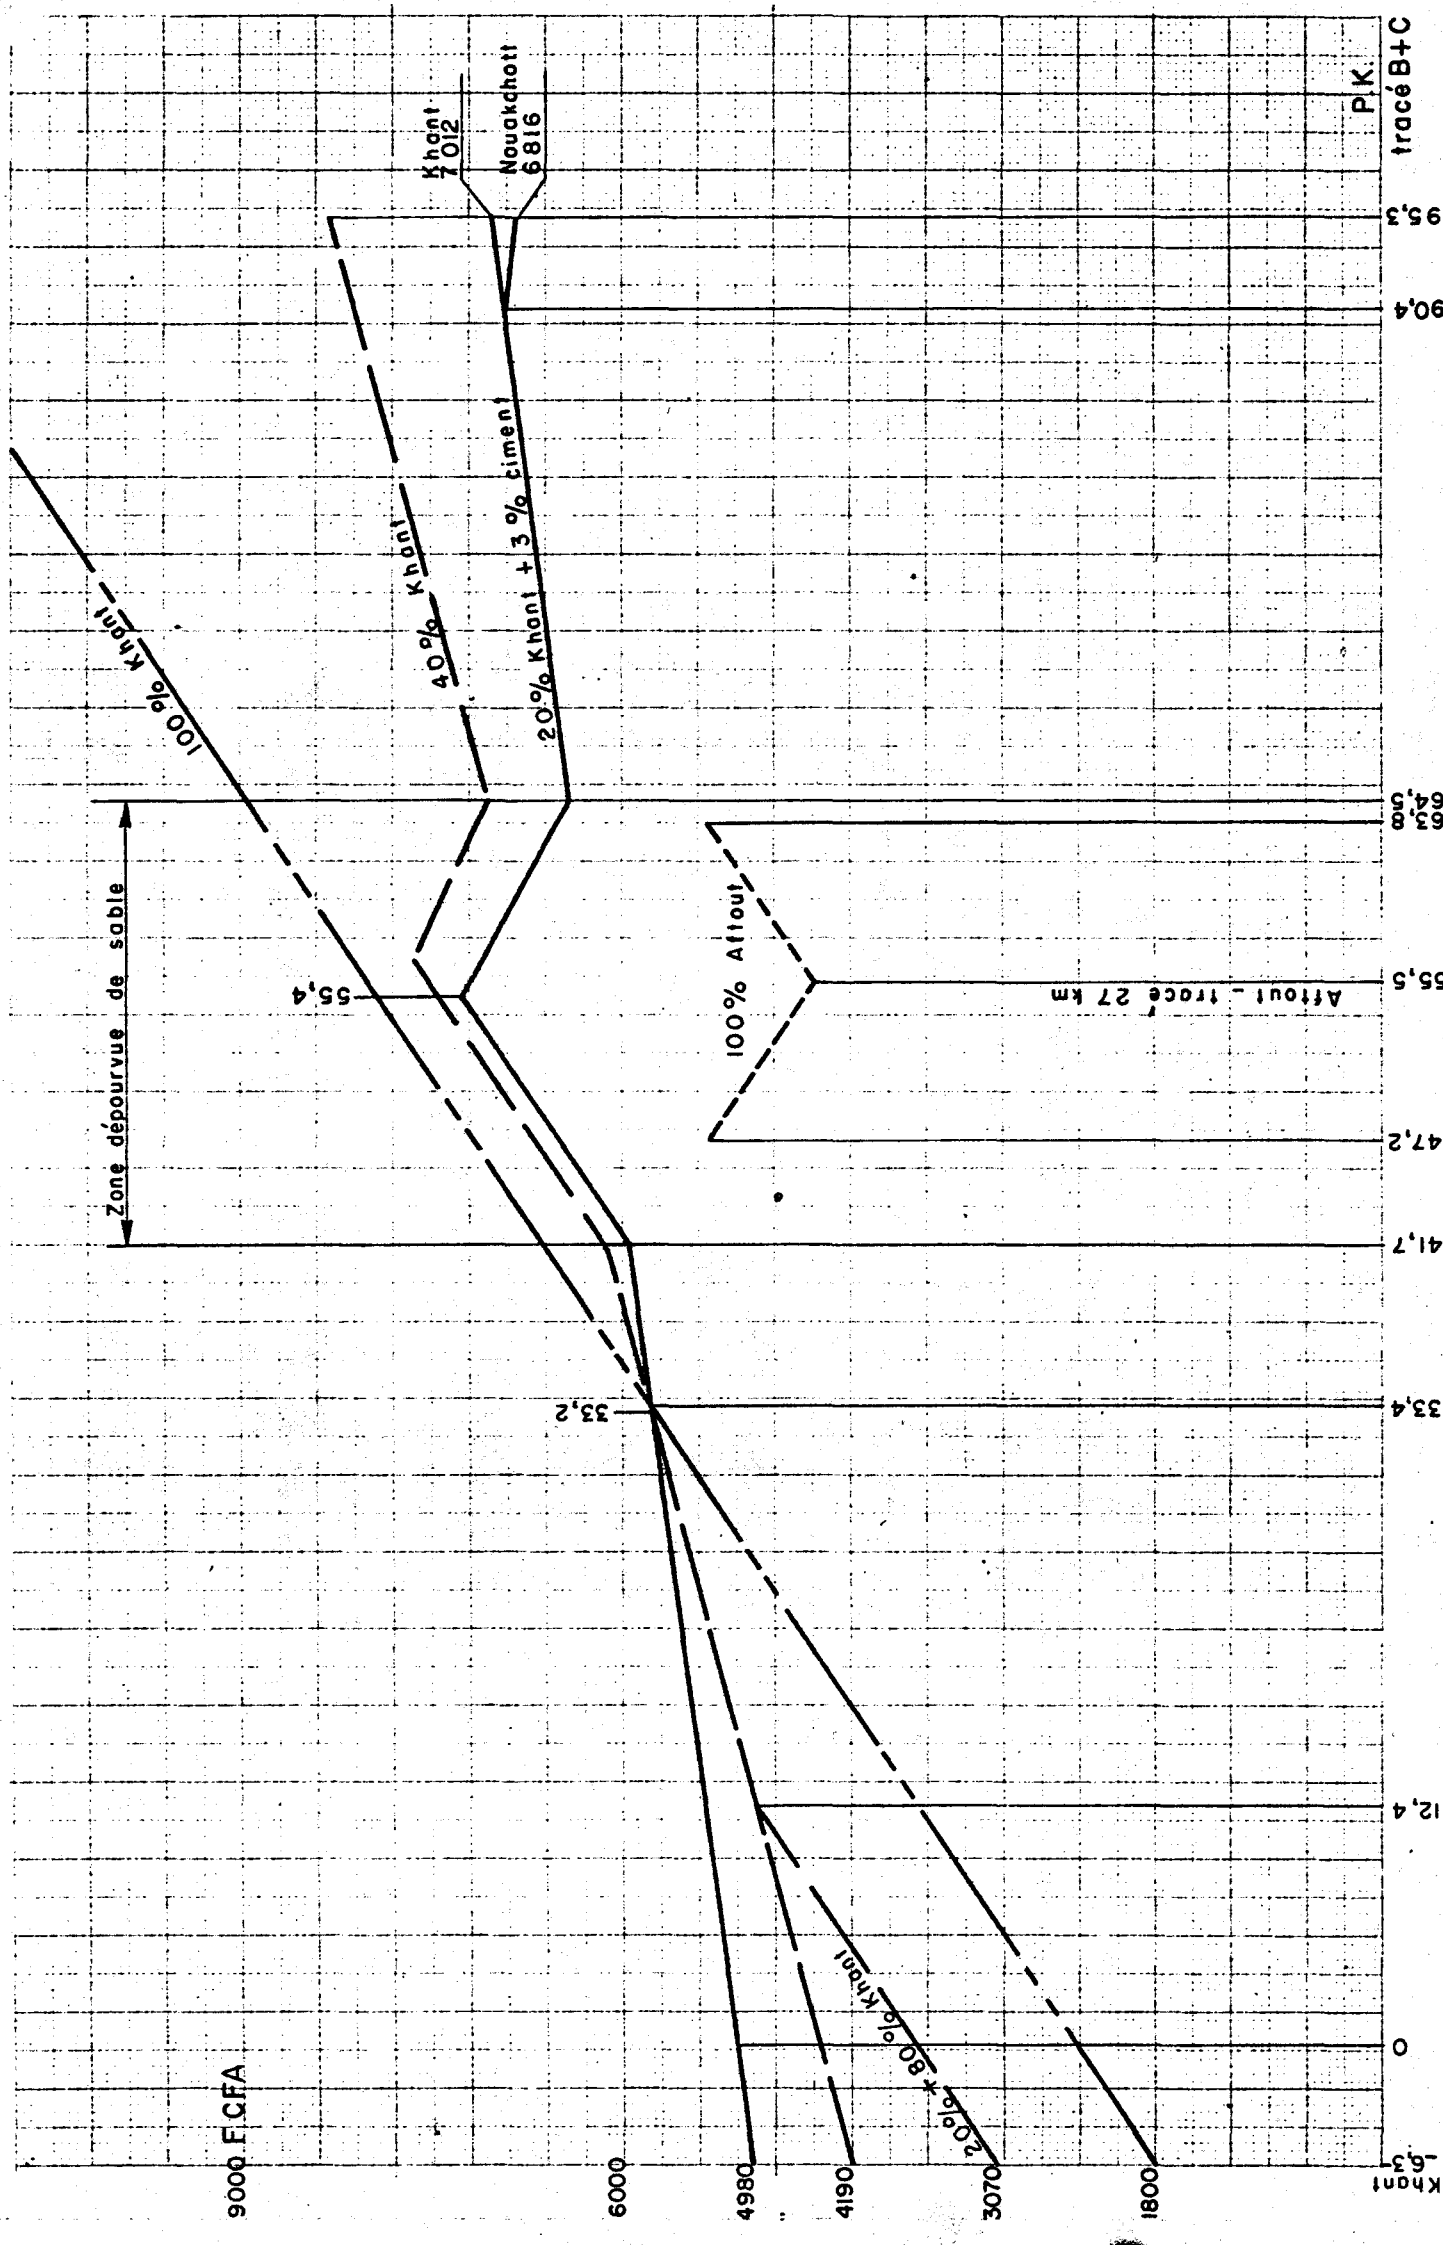 9000 F.CFA
6000
4980
4190
3070
1800
Zone dépourvue de sable
100% Khant
40% Khant
20% Khant + 3% ciment
20% x 80% Khant
Khant
7012
Nouakchott
6816
55,4
33,2
100% Aftout
Aftout - tracé 27 km
-6,3
Khant
0
12,4
33,4
41,7
47,2
55,5
63,8
64,5
90,4
95,3
P.K.
tracé B+C